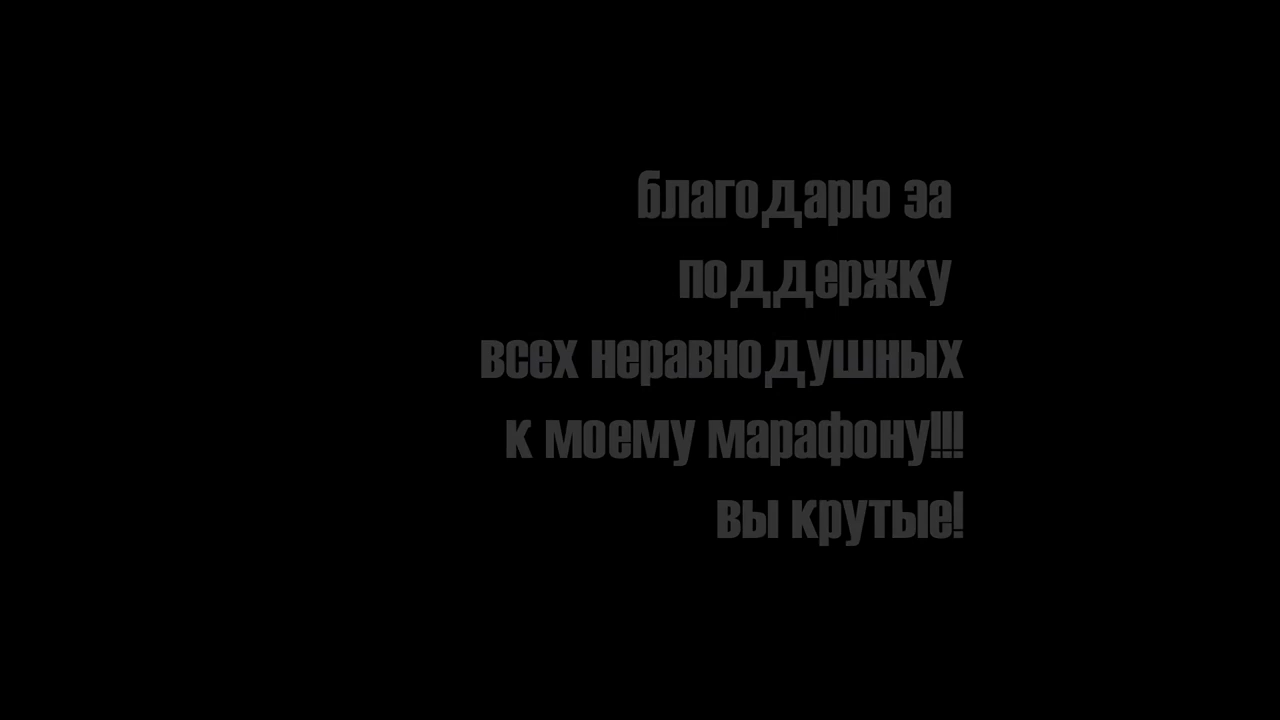 благодарю за
поддержку
всех неравнодушных
к моему марафону!!!
вы крутые!